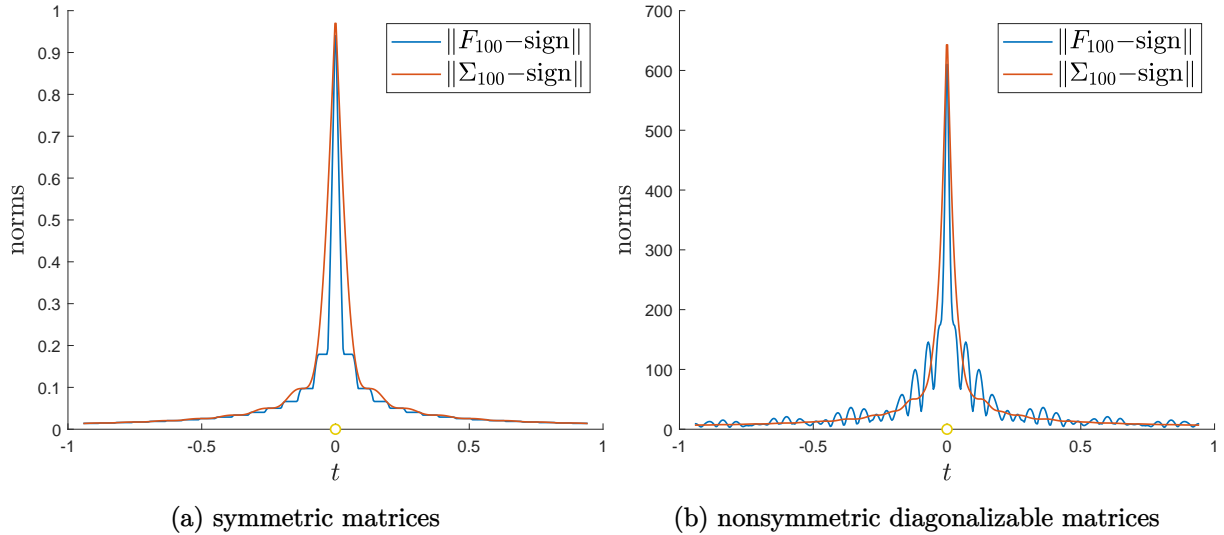 1
0.9
0.8
0.7
0.6
0.5
0.4
0.3
0.2
0.1
0
norms
-1 -0.5 0 0.5 1
t
‖F₁₀₀−sign‖
‖Σ₁₀₀−sign‖
(a) symmetric matrices
700
600
500
400
300
200
100
0
norms
-1 -0.5 0 0.5 1
t
‖F₁₀₀−sign‖
‖Σ₁₀₀−sign‖
(b) nonsymmetric diagonalizable matrices